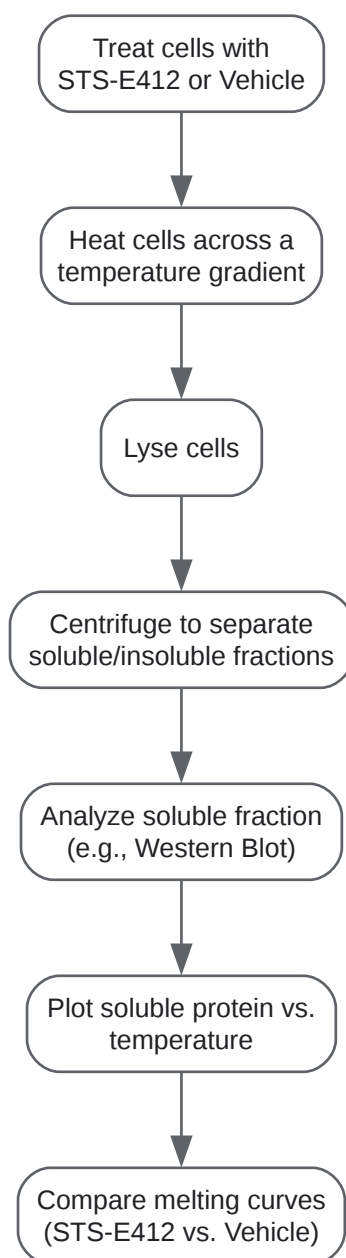 Treat cells with
STS-E412 or Vehicle
Heat cells across a
temperature gradient
Lyse cells
Centrifuge to separate
soluble/insoluble fractions
Analyze soluble fraction
(e.g., Western Blot)
Plot soluble protein vs.
temperature
Compare melting curves
(STS-E412 vs. Vehicle)